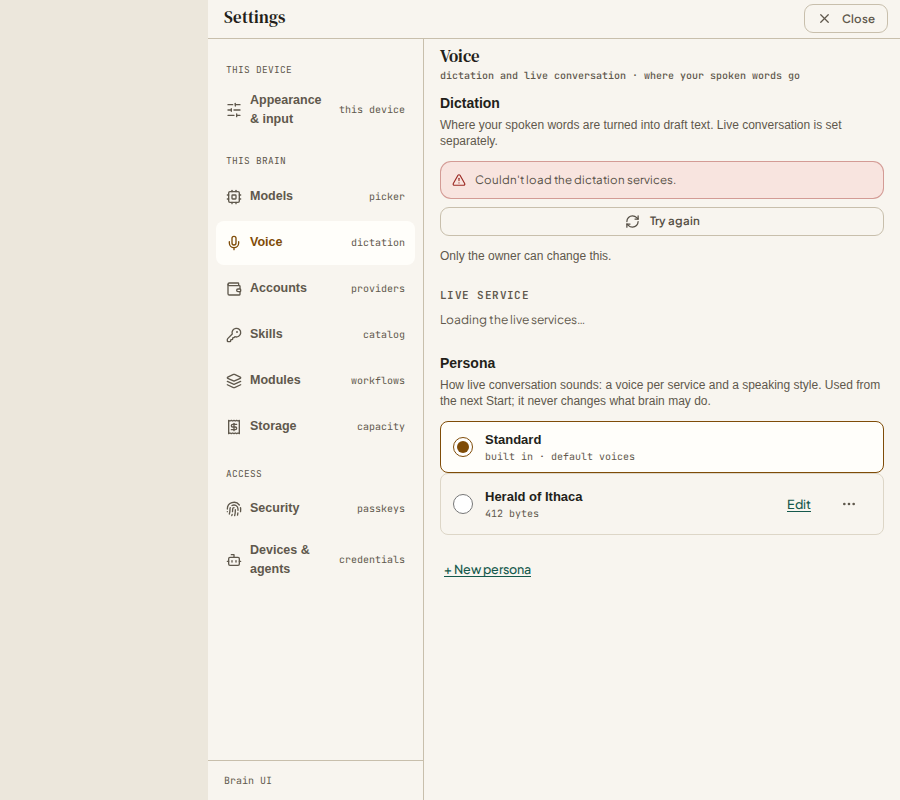 Settings
Close
THIS DEVICE
Appearance & input
this device
THIS BRAIN
Models
picker
Voice
dictation
Accounts
providers
Skills
catalog
Modules
workflows
Storage
capacity
ACCESS
Security
passkeys
Devices & agents
credentials
Brain UI
Voice
dictation and live conversation · where your spoken words go
Dictation
Where your spoken words are turned into draft text. Live conversation is set
separately.
Couldn't load the dictation services.
Try again
Only the owner can change this.
LIVE SERVICE
Loading the live services…
Persona
How live conversation sounds: a voice per service and a speaking style. Used from
the next Start; it never changes what brain may do.
Standard
built in · default voices
Herald of Ithaca
412 bytes
Edit
+ New persona